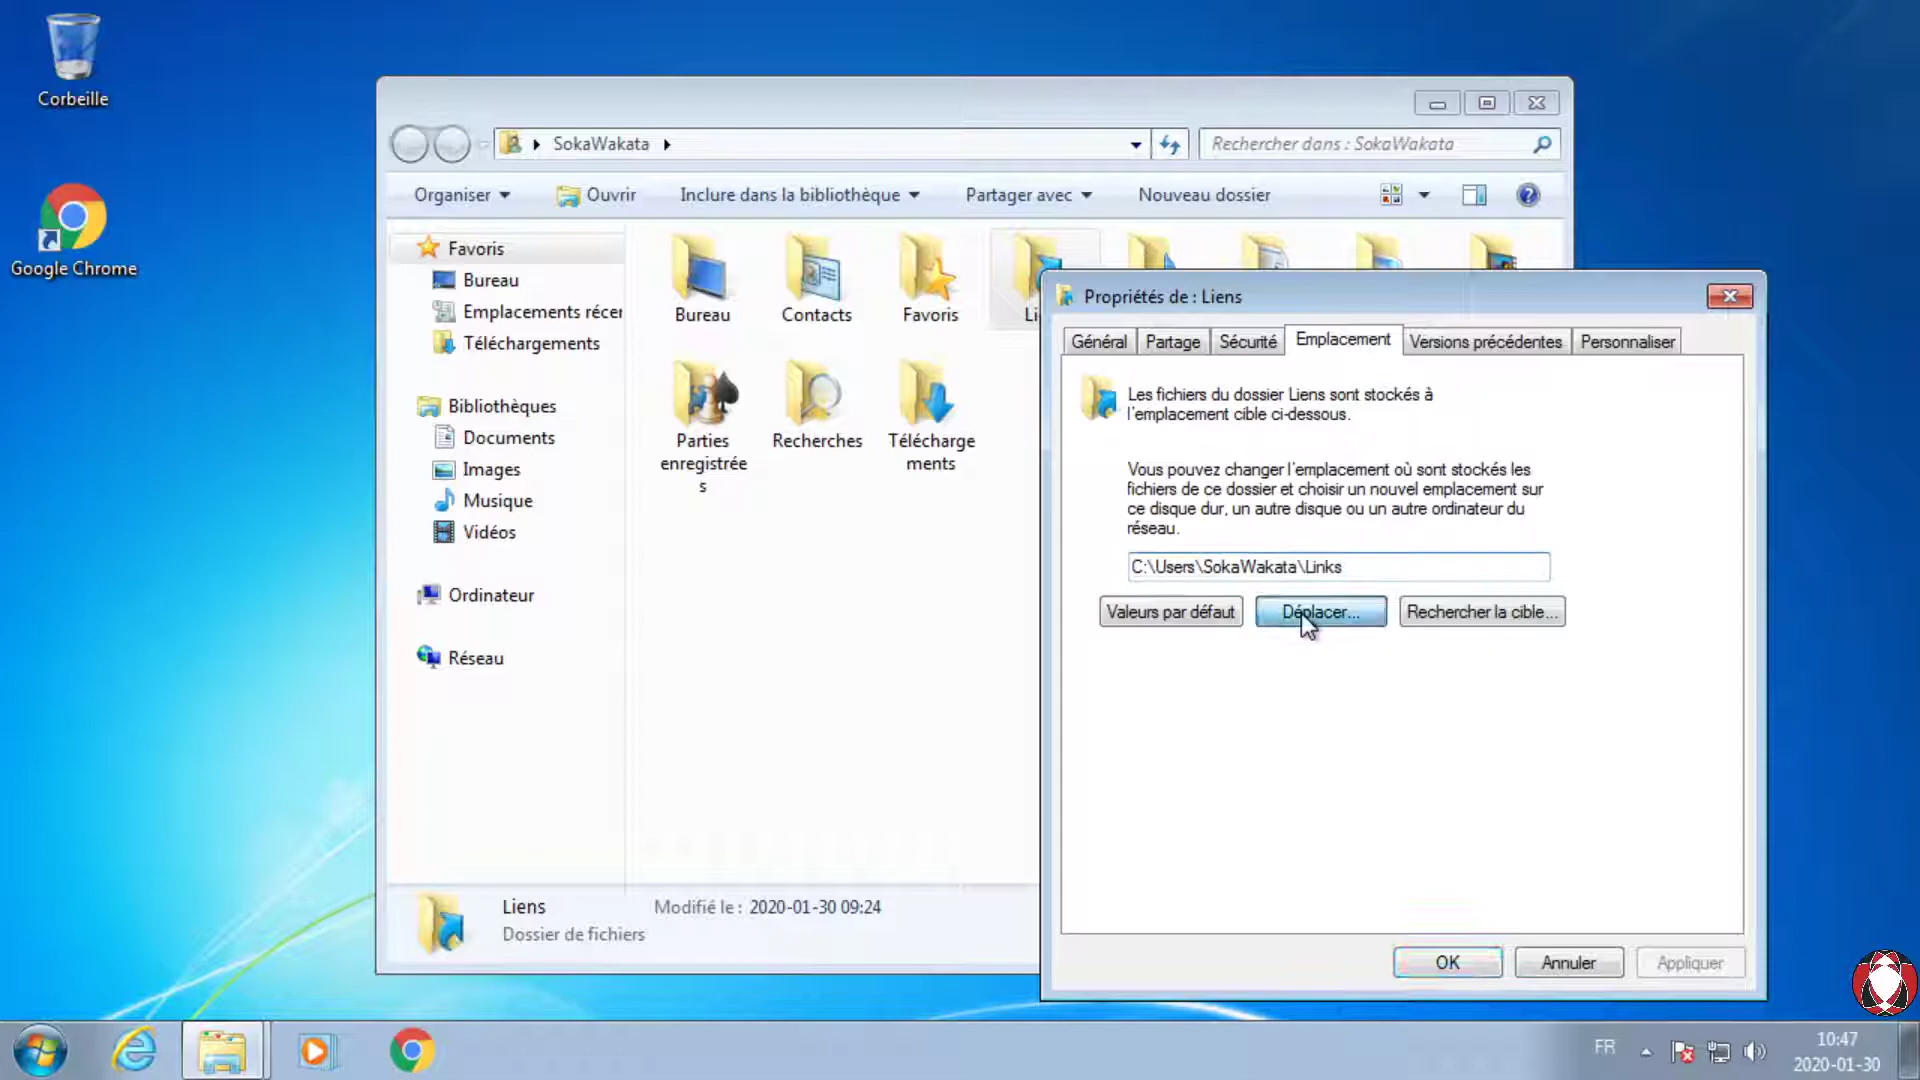 Corbeille
Google Chrome
SokaWakata
Rechercher dans : SokaWakata
Organiser
Ouvrir
Inclure dans la bibliothèque
Partager avec
Nouveau dossier
Favoris
Bureau
Emplacements récer
Téléchargements
Bibliothèques
Documents
Images
Musique
Vidéos
Ordinateur
Réseau
Bureau
Contacts
Favoris
Li
Parties
enregistrée
s
Recherches
Télécharge
ments
Liens
Dossier de fichiers
Modifié le : 2020-01-30 09:24
Propriétés de : Liens
Général
Partage
Sécurité
Emplacement
Versions précédentes
Personnaliser
Les fichiers du dossier Liens sont stockés à
l'emplacement cible ci-dessous.
Vous pouvez changer l'emplacement où sont stockés les
fichiers de ce dossier et choisir un nouvel emplacement sur
ce disque dur, un autre disque ou un autre ordinateur du
réseau.
C:\Users\SokaWakata\Links
Valeurs par défaut
Déplacer...
Rechercher la cible...
OK
Annuler
Appliquer
FR
10:47
2020-01-30